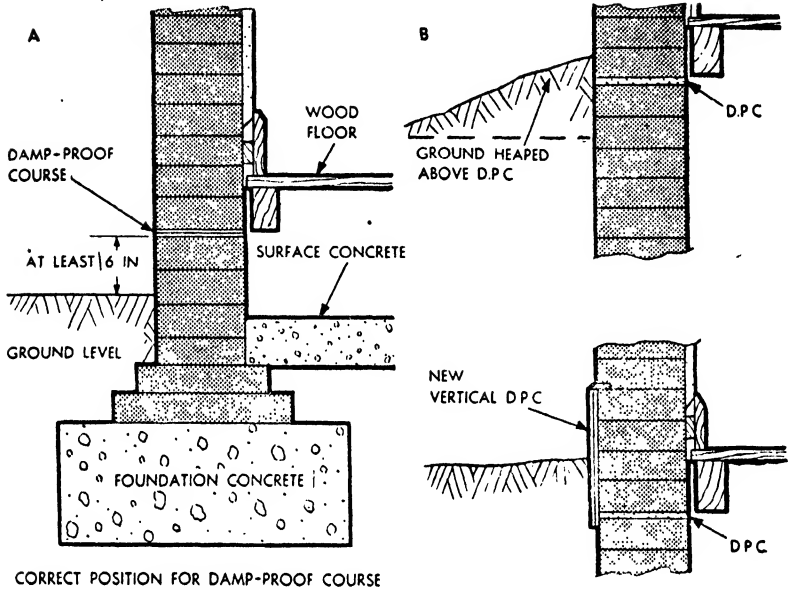 A
DAMP-PROOF
COURSE
WOOD
FLOOR
AT LEAST 6 IN
SURFACE CONCRETE
GROUND LEVEL
FOUNDATION CONCRETE
CORRECT POSITION FOR DAMP-PROOF COURSE
B
D.P.C
GROUND HEAPED
ABOVE D.P.C
NEW
VERTICAL D P C
D P C.